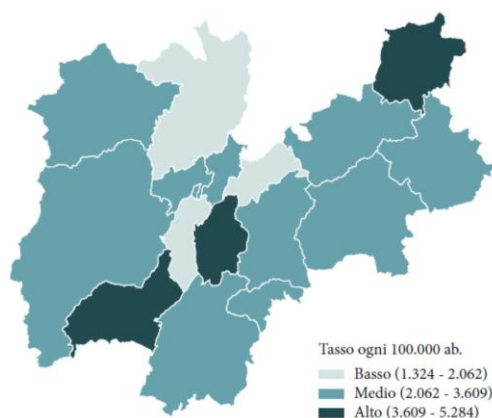 Tasso ogni 100.000 ab.
Basso (1.324 - 2.062)
Medio (2.062 - 3.609)
Alto (3.609 - 5.284)